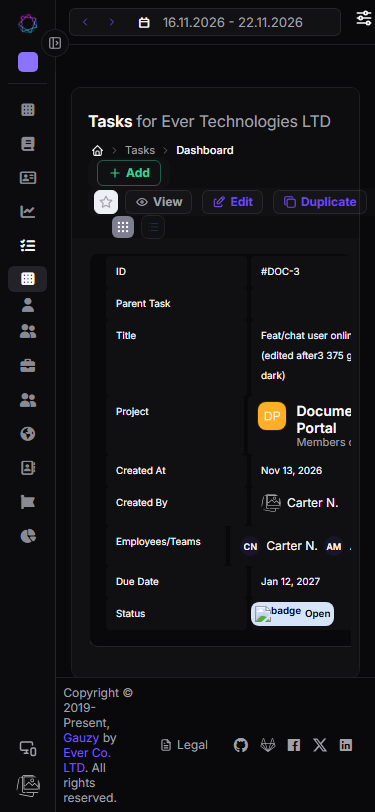 16.11.2026 - 22.11.2026
Tasks for Ever Technologies LTD
Tasks > Dashboard
+ Add
View Edit Duplicate
ID #DOC-3
Parent Task
Title Feat/chat user onlin
(edited after3 375 g
dark)
Project DP Docume
Portal
Members o
Created At Nov 13, 2026
Created By Carter N.
Employees/Teams CN Carter N. AM
Due Date Jan 12, 2027
Status badge Open
Copyright ©
2019-
Present,
Gauzy by
Ever Co.
LTD. All
rights
reserved.
Legal